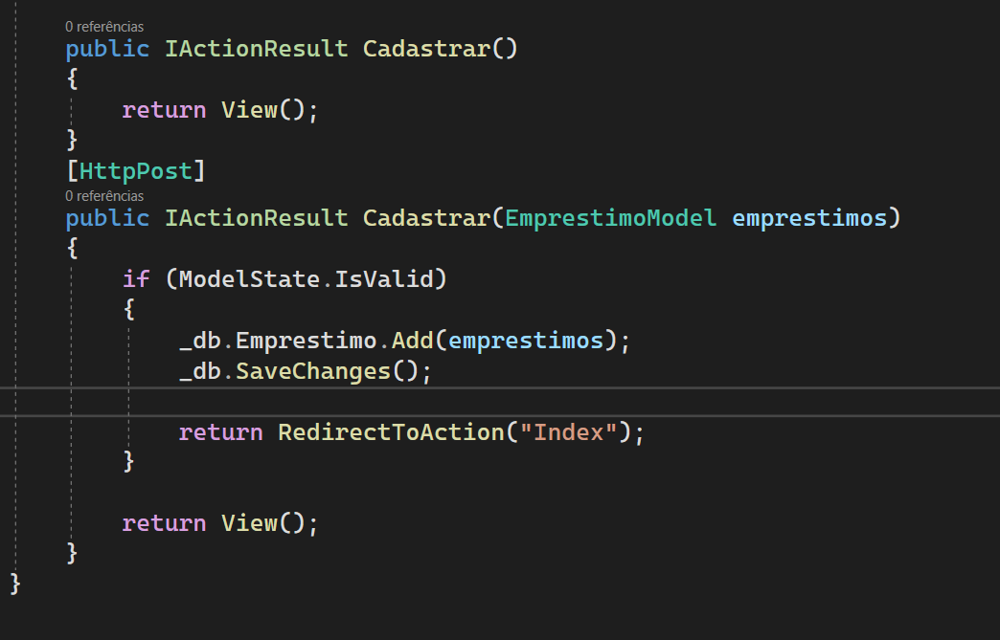 0 referências
public IActionResult Cadastrar()
{
return View();
}
[HttpPost]
0 referências
public IActionResult Cadastrar(EmprestimoModel emprestimos)
{
if (ModelState.IsValid)
{
_db.Emprestimo.Add(emprestimos);
_db.SaveChanges();
return RedirectToAction("Index");
}
return View();
}
}